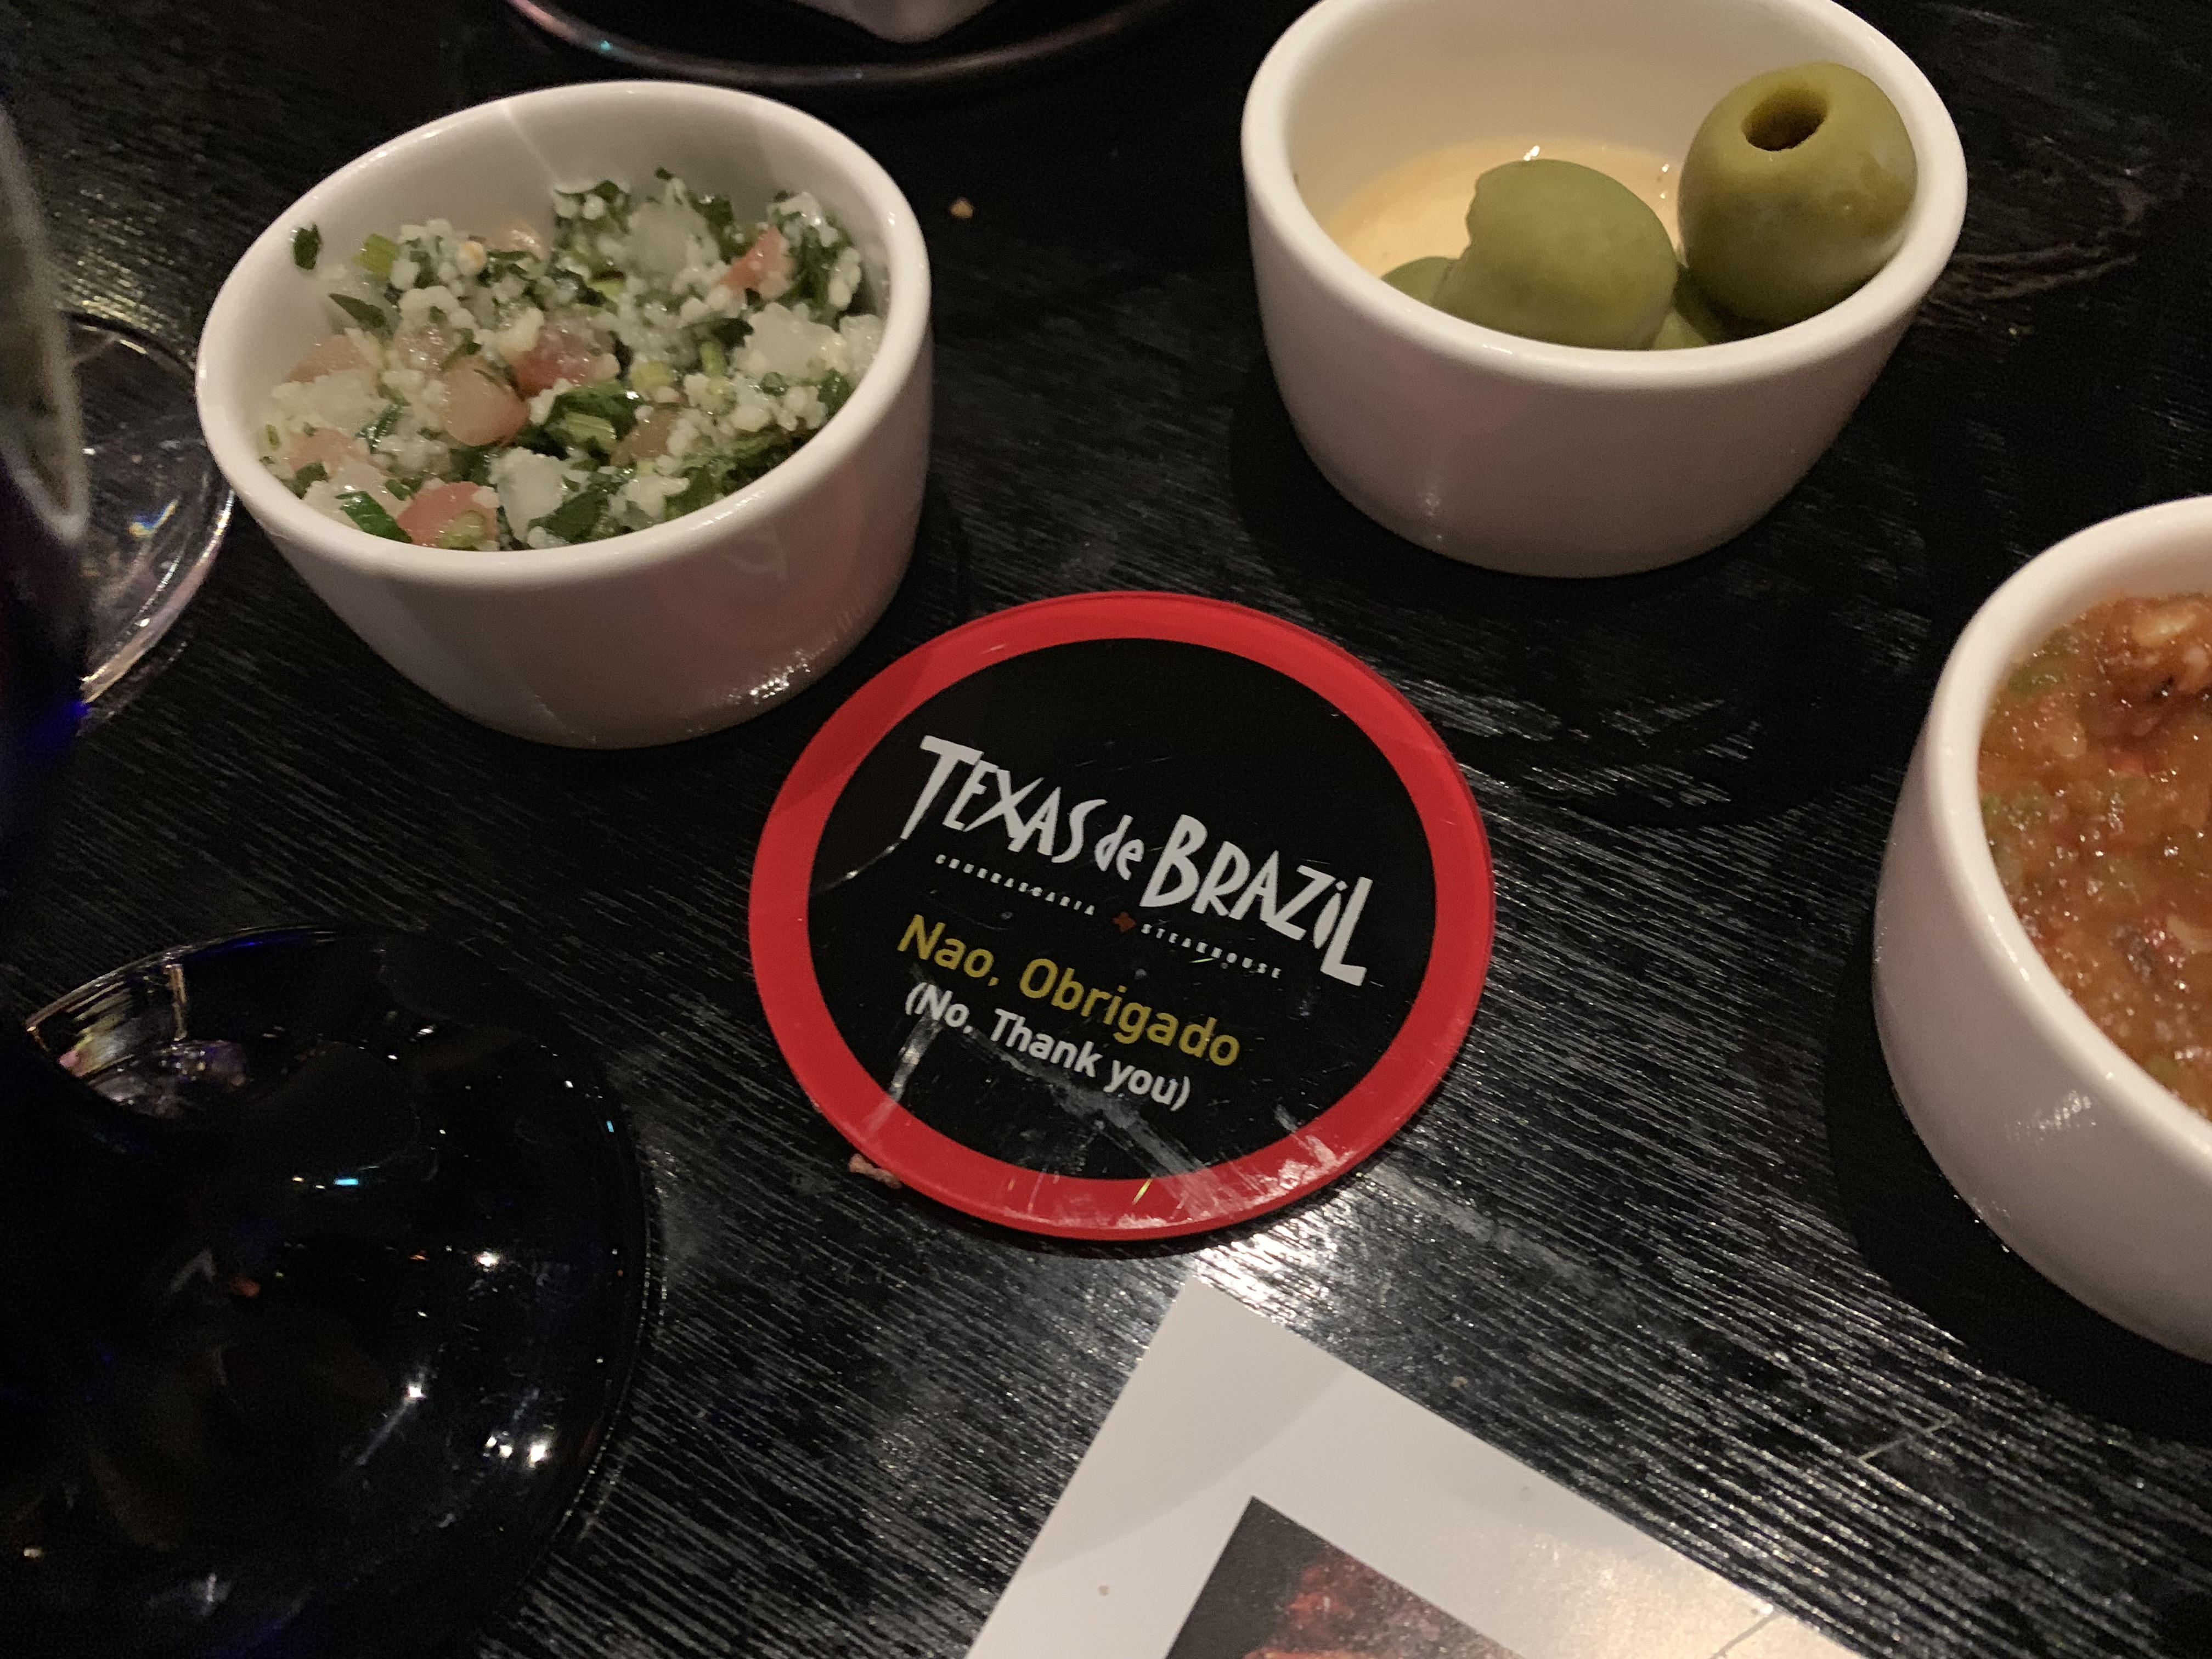 TEXAS de BRAZIL
CHURRASCARIA STEAKHOUSE
Nao, Obrigado
(No, Thank you)